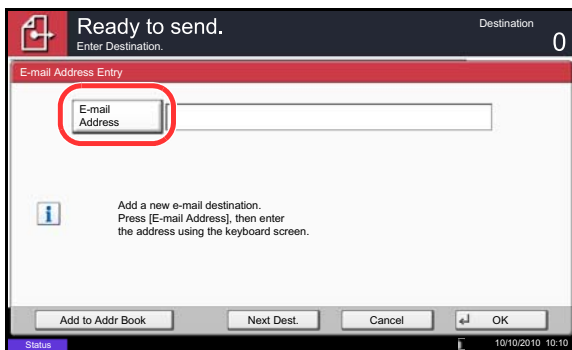 Ready to send.
Destination
Enter Destination.
0
E-mail Address Entry
E-mail
Address
Add a new e-mail destination.
Press [E-mail Address], then enter
the address using the keyboard screen.
Add to Addr Book
Next Dest.
Cancel
OK
Status
10/10/2010 10:10